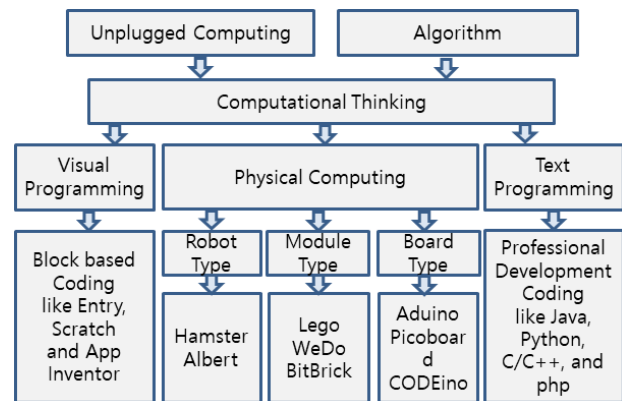 Unplugged Computing
Algorithm
Computational Thinking
Visual
Programming
Physical Computing
Text
Programming
Robot
Type
Module
Type
Board
Type
Block based
Coding
like Entry,
Scratch
and App
Inventor
Hamster
Albert
Lego
WeDo
BitBrick
Aduino
Picoboar
d
CODEino
Professional
Development
Coding
like Java,
Python,
C/C++, and
php